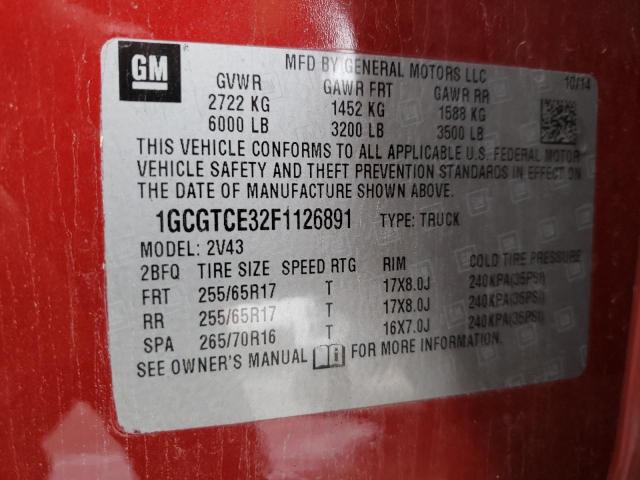 GM
MFD BY GENERAL MOTORS LLC
10/14
GVWR GAWR FRT GAWR RR
2722 KG 1452 KG 1588 KG
6000 LB 3200 LB 3500 LB
THIS VEHICLE CONFORMS TO ALL APPLICABLE U.S. FEDERAL MOTOR
VEHICLE SAFETY AND THEFT PREVENTION STANDARDS IN EFFECT ON
THE DATE OF MANUFACTURE SHOWN ABOVE.
1GCGTCE32F1126891 TYPE: TRUCK
MODEL: 2V43
2BFQ TIRE SIZE SPEED RTG RIM COLD TIRE PRESSURE
FRT 255/65R17 T 17X8.0J 240KPA(35PSI)
RR 255/65R17 T 17X8.0J 240KPA(35PSI)
SPA 265/70R16 T 16X7.0J 240KPA(35PSI)
SEE OWNER'S MANUAL FOR MORE INFORMATION.